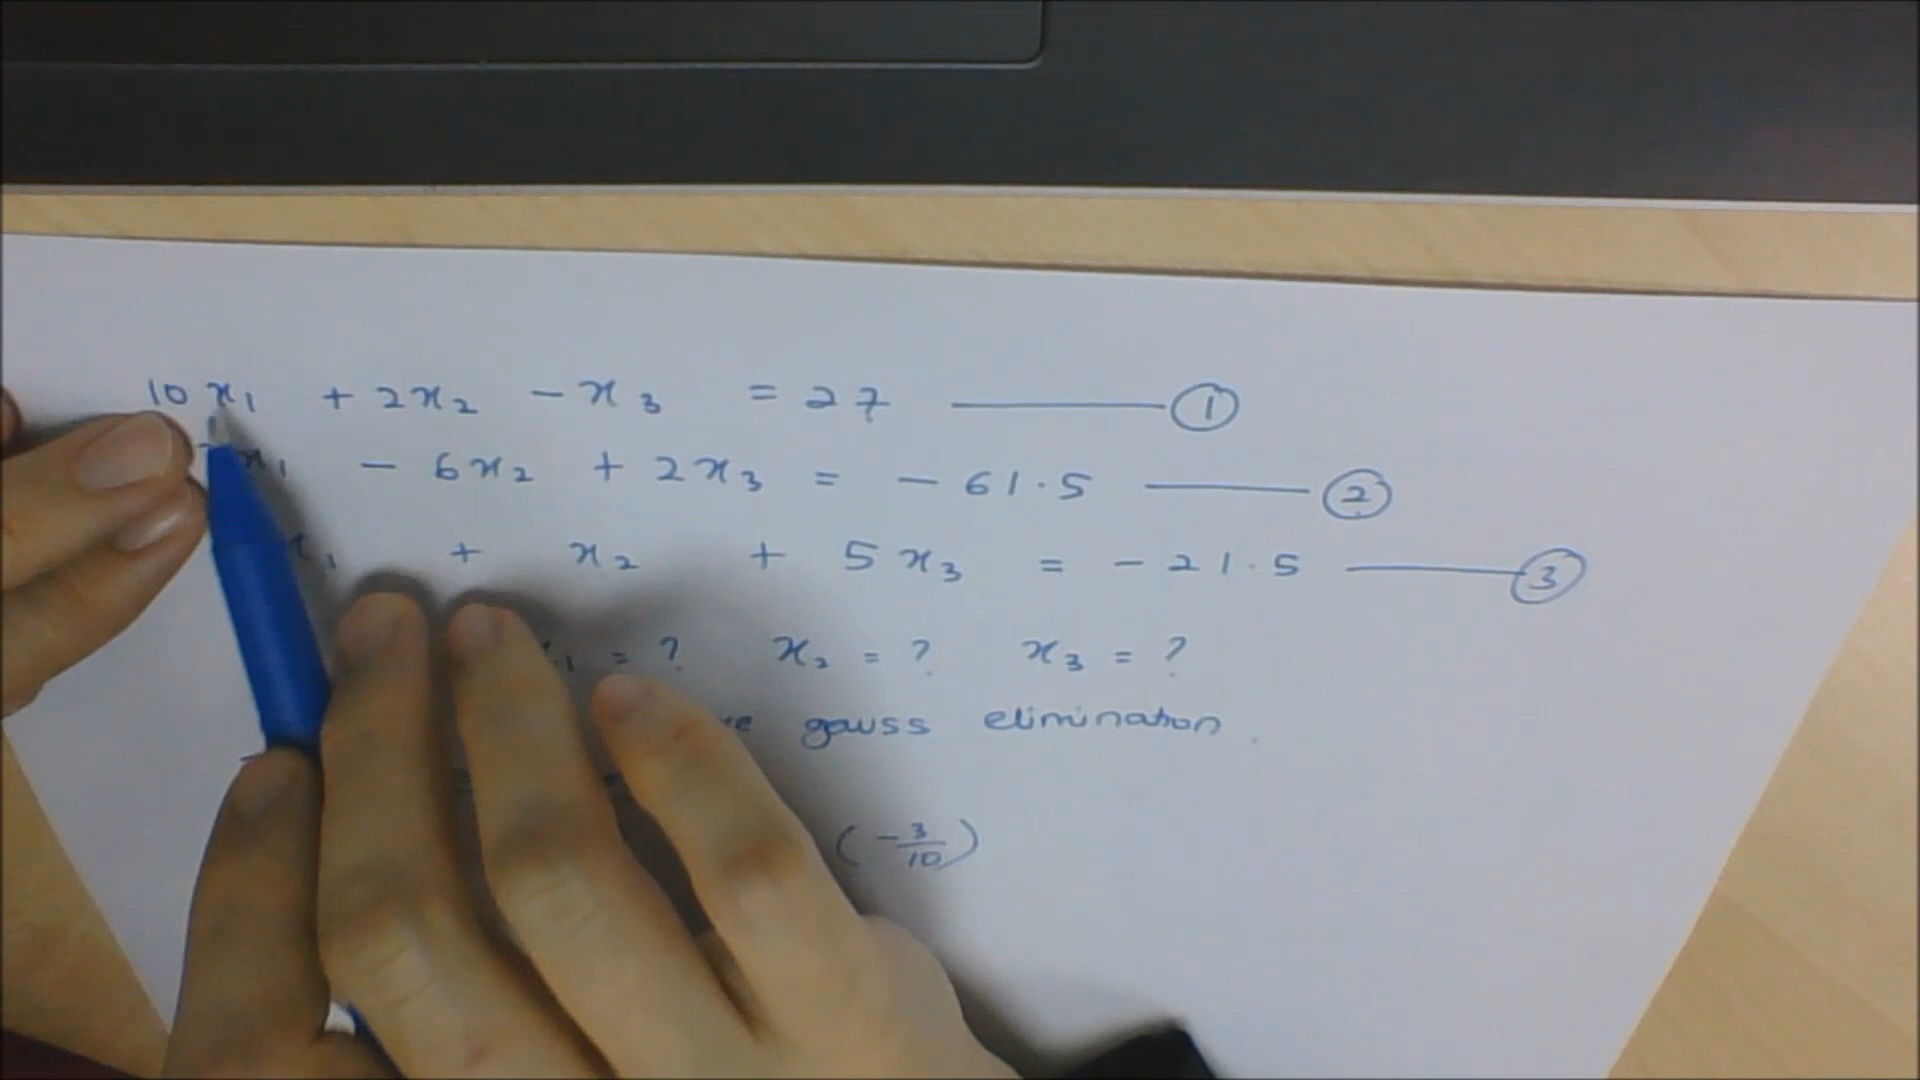 10x₁ + 2x₂ - x₃ = 27 ——— ①
x₁ - 6x₂ + 2x₃ = - 61.5 ——— ②
x₁ + x₂ + 5x₃ = - 21.5 ——— ③
x₁ = ? x₂ = ? x₃ = ?
gauss elimination
(-3/10)